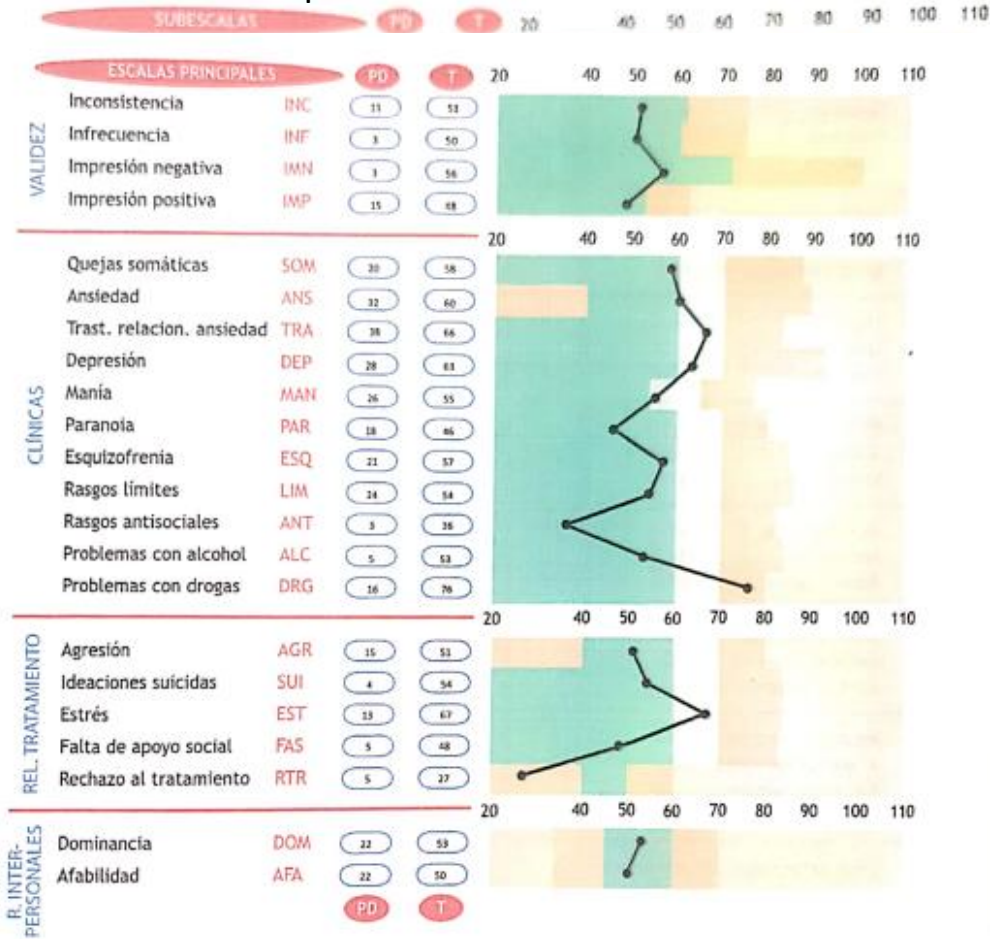 SUBESCALAS PD T 20 40 50 60 70 80 90 100 110
ESCALAS PRINCIPALES PD T 20 40 50 60 70 80 90 100 110
VALIDEZ
Inconsistencia INC 11 51
Infrecuencia INF 3 50
Impresión negativa IMN 3 56
Impresión positiva IMP 15 48
20 40 50 60 70 80 90 100 110
CLÍNICAS
Quejas somáticas SOM 20 58
Ansiedad ANS 32 60
Trast. relacion. ansiedad TRA 38 66
Depresión DEP 28 63
Manía MAN 26 55
Paranoia PAR 18 46
Esquizofrenia ESQ 21 57
Rasgos límites LIM 24 54
Rasgos antisociales ANT 3 36
Problemas con alcohol ALC 5 53
Problemas con drogas DRG 16 76
20 40 50 60 70 80 90 100 110
REL. TRATAMIENTO
Agresión AGR 15 51
Ideaciones suicidas SUI 4 54
Estrés EST 13 67
Falta de apoyo social FAS 5 48
Rechazo al tratamiento RTR 5 27
20 40 50 60 70 80 90 100 110
R. INTER-
PERSONALES
Dominancia DOM 22 53
Afabilidad AFA 22 50
PD T